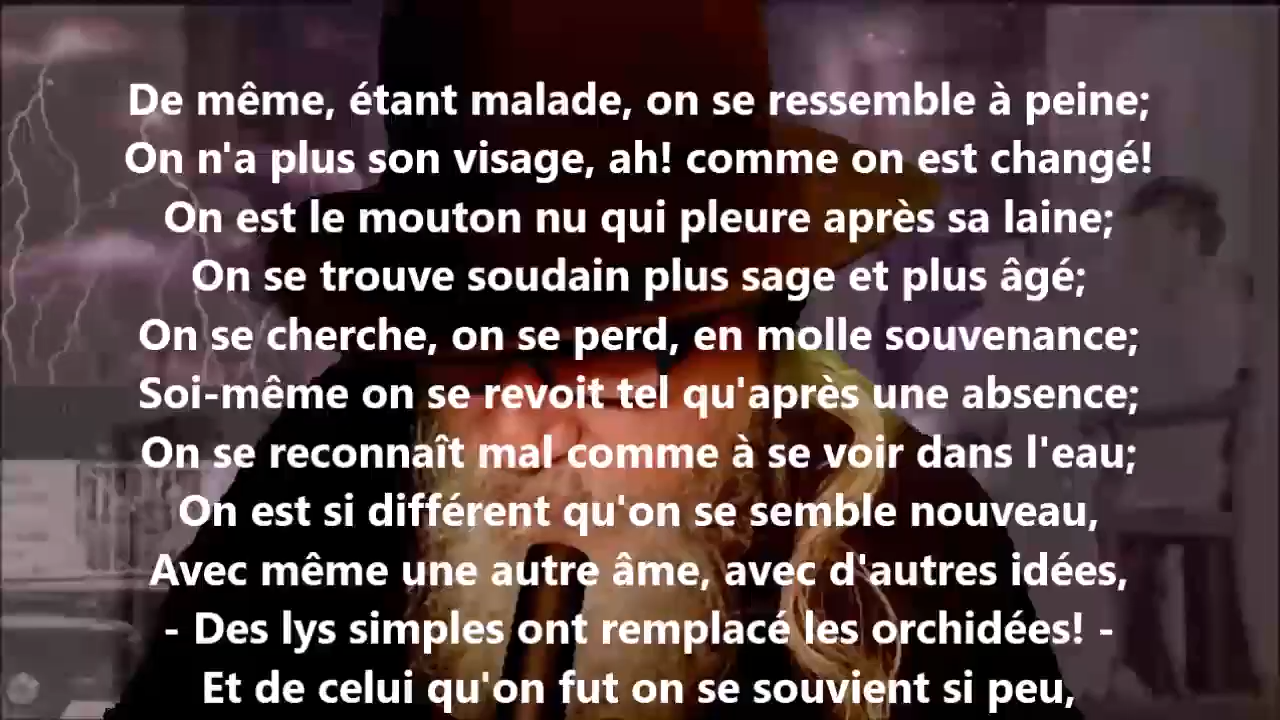 De même, étant malade, on se ressemble à peine;
On n'a plus son visage, ah! comme on est changé!
On est le mouton nu qui pleure après sa laine;
On se trouve soudain plus sage et plus âgé;
On se cherche, on se perd, en molle souvenance;
Soi-même on se revoit tel qu'après une absence;
On se reconnaît mal comme à se voir dans l'eau;
On est si différent qu'on se semble nouveau,
Avec même une autre âme, avec d'autres idées,
- Des lys simples ont remplacé les orchidées! -
Et de celui qu'on fut on se souvient si peu,